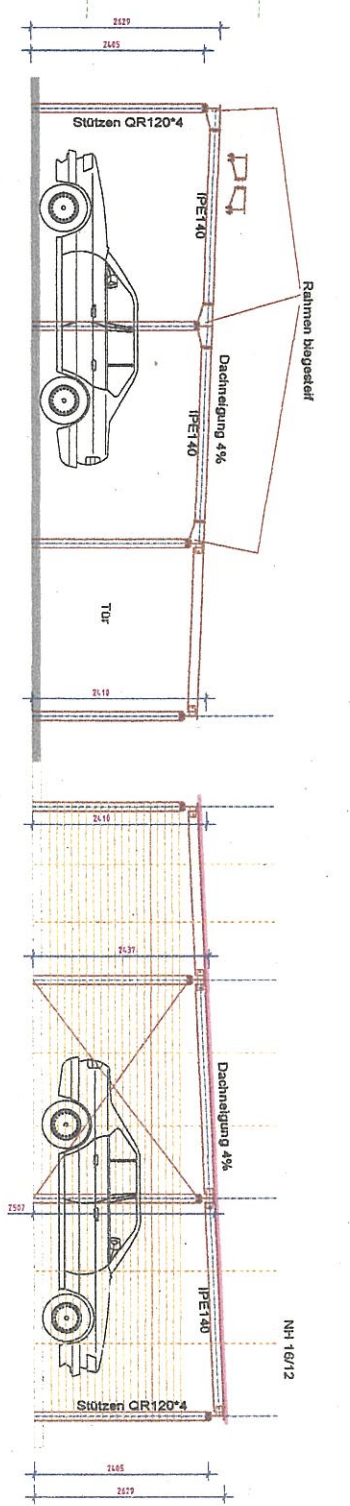 2629
2405
Stützen QR120*4
IPE140
Rahmen biegesteif
Dachneigung 4%
IPE140
Tür
2410
2410
2437
Dachneigung 4%
2507
IPE140
NH 16/12
Stützen QR120*4
2405
2629